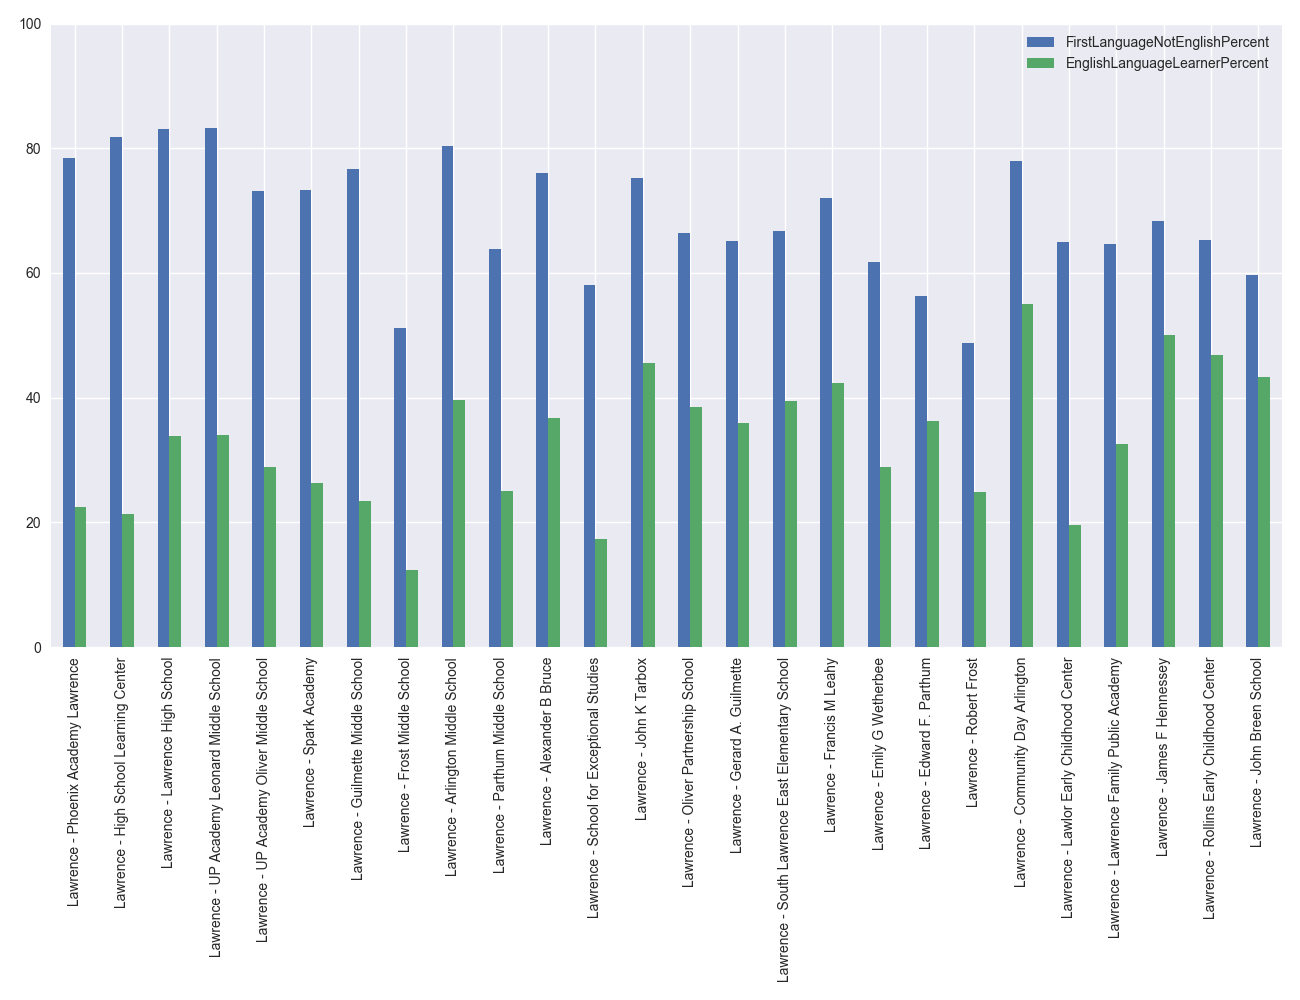 100
80
60
40
20
0
FirstLanguageNotEnglishPercent
EnglishLanguageLearnerPercent
Lawrence - Phoenix Academy Lawrence
Lawrence - High School Learning Center
Lawrence - Lawrence High School
Lawrence - UP Academy Leonard Middle School
Lawrence - UP Academy Oliver Middle School
Lawrence - Spark Academy
Lawrence - Guilmette Middle School
Lawrence - Frost Middle School
Lawrence - Arlington Middle School
Lawrence - Parthum Middle School
Lawrence - Alexander B Bruce
Lawrence - School for Exceptional Studies
Lawrence - John K Tarbox
Lawrence - Oliver Partnership School
Lawrence - Gerard A. Guilmette
Lawrence - South Lawrence East Elementary School
Lawrence - Francis M Leahy
Lawrence - Emily G Wetherbee
Lawrence - Edward F. Parthum
Lawrence - Robert Frost
Lawrence - Community Day Arlington
Lawrence - Lawlor Early Childhood Center
Lawrence - Lawrence Family Public Academy
Lawrence - James F Hennessey
Lawrence - Rollins Early Childhood Center
Lawrence - John Breen School